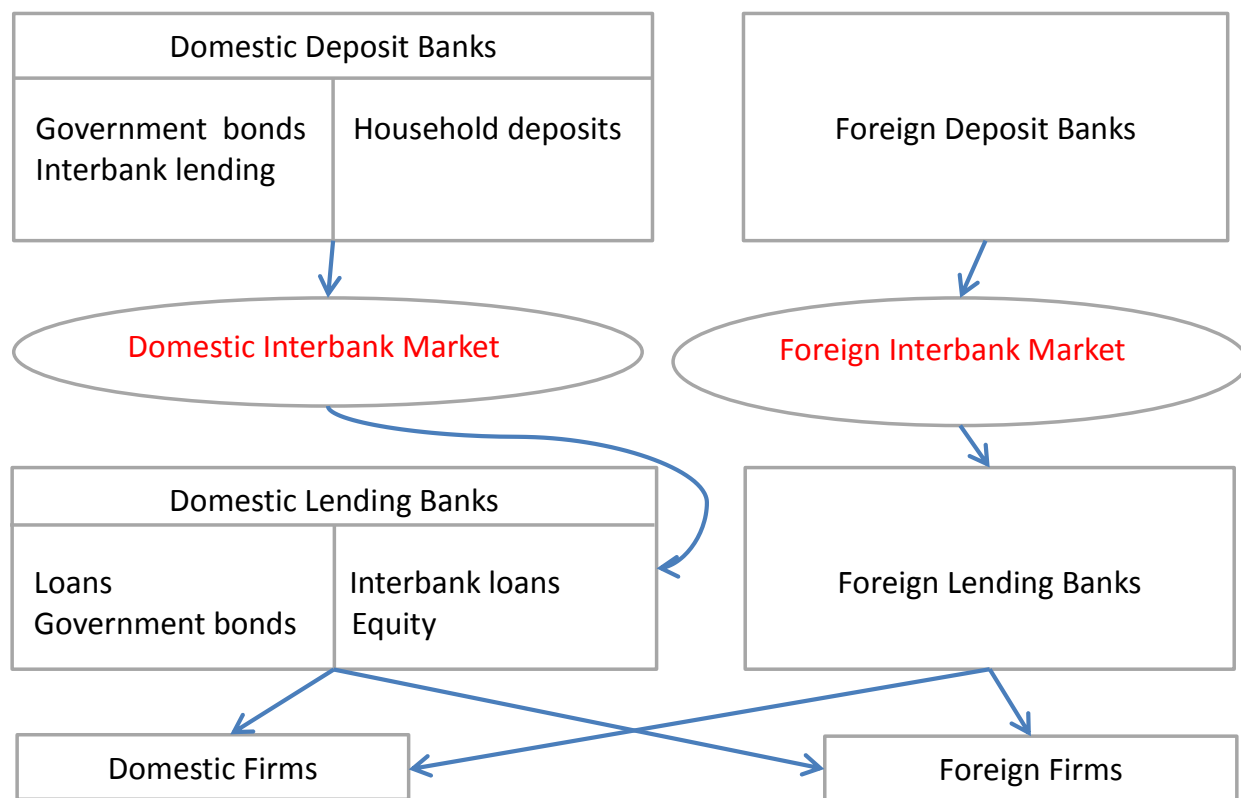 Domestic Deposit Banks
Government bonds
Interbank lending
Household deposits
Foreign Deposit Banks
Domestic Interbank Market
Foreign Interbank Market
Domestic Lending Banks
Loans
Government bonds
Interbank loans
Equity
Foreign Lending Banks
Domestic Firms
Foreign Firms